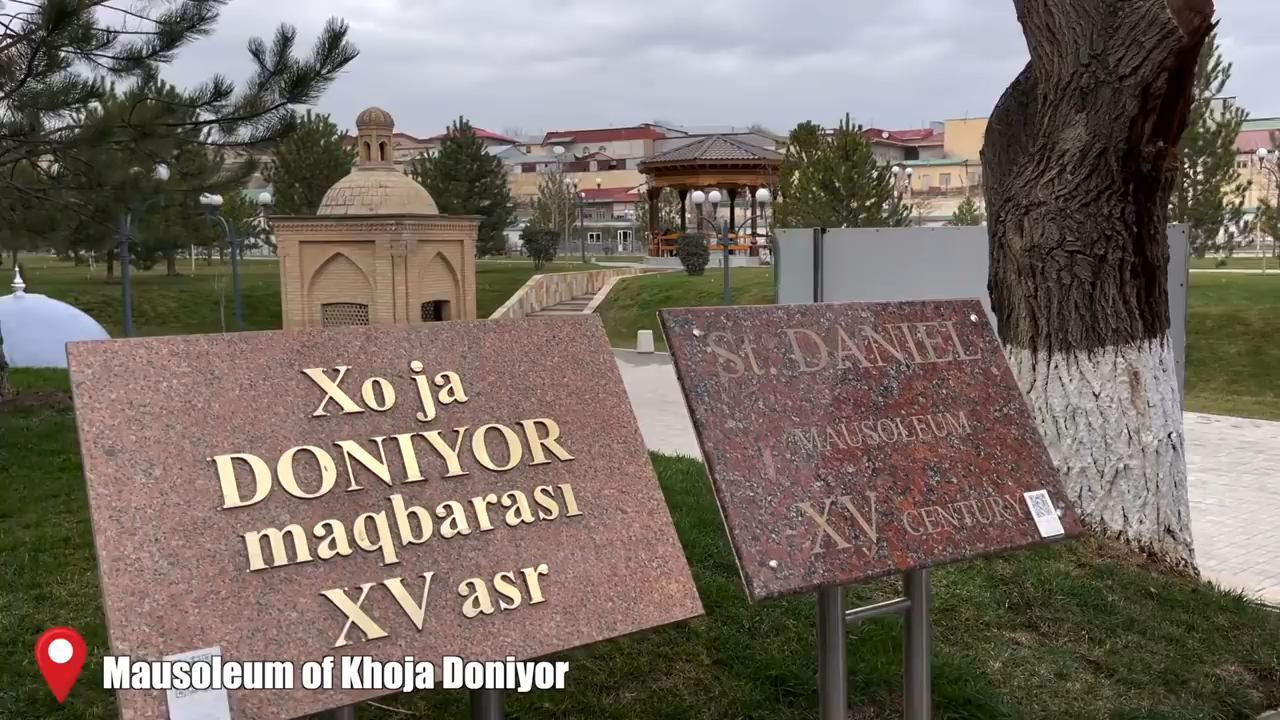 Xo ja
DONIYOR
maqbarası
XV asr
St. DANIEL
MAUSOLEUM
XV CENTURY
Mausoleum of Khoja Doniyor